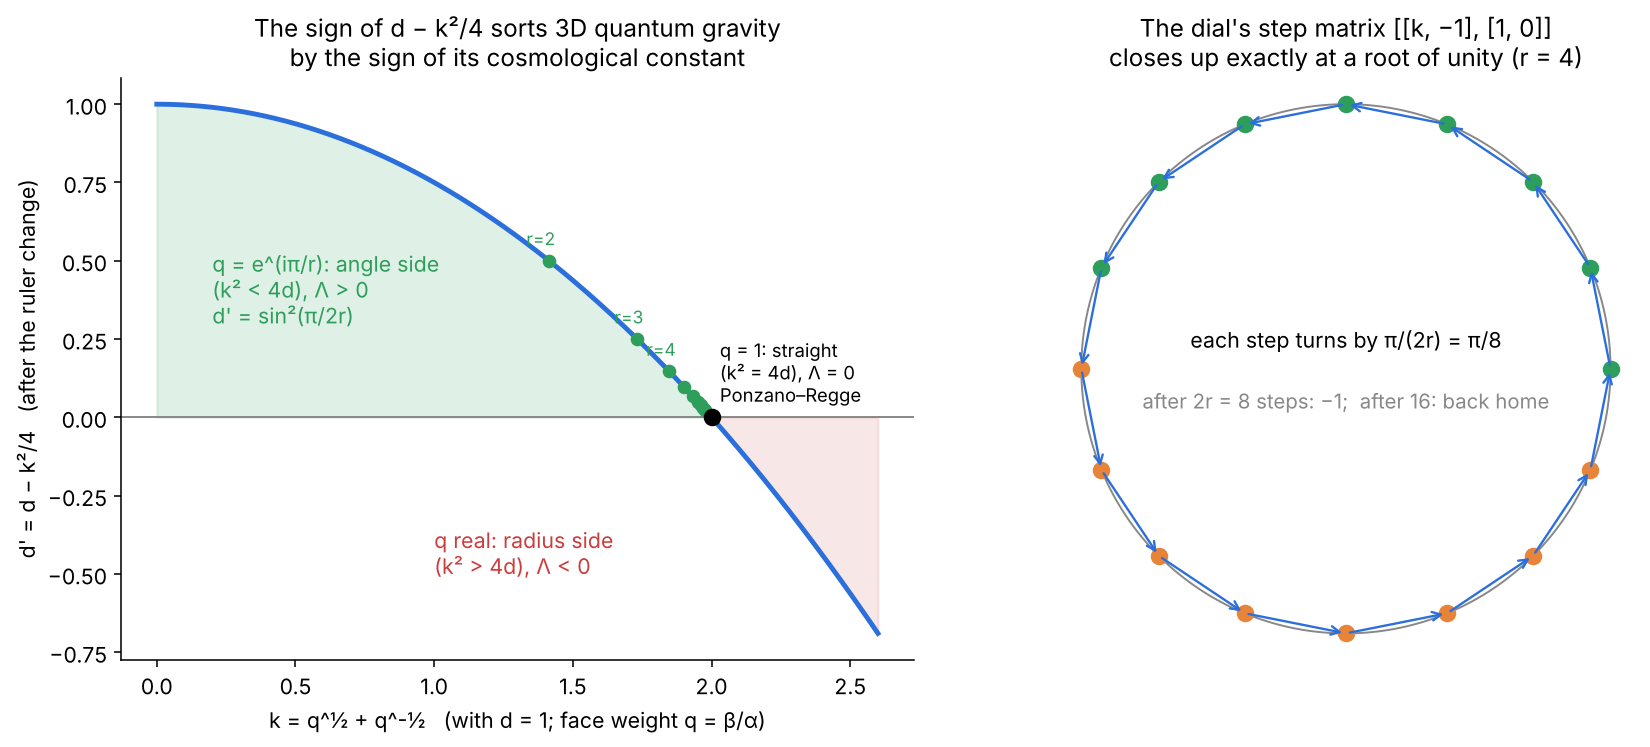 The sign of d − k²/4 sorts 3D quantum gravity
by the sign of its cosmological constant
d' = d − k²/4   (after the ruler change)
1.00
0.75
0.50
0.25
0.00
−0.25
−0.50
−0.75
r=2
r=3
r=4
q = e^(iπ/r): angle side
(k² < 4d), Λ > 0
d' = sin²(π/2r)
q = 1: straight
(k² = 4d), Λ = 0
Ponzano–Regge
q real: radius side
(k² > 4d), Λ < 0
0.0
0.5
1.0
1.5
2.0
2.5
k = q^½ + q^-½   (with d = 1; face weight q = β/α)
The dial's step matrix [[k, −1], [1, 0]]
closes up exactly at a root of unity (r = 4)
each step turns by π/(2r) = π/8
after 2r = 8 steps: −1;  after 16: back home